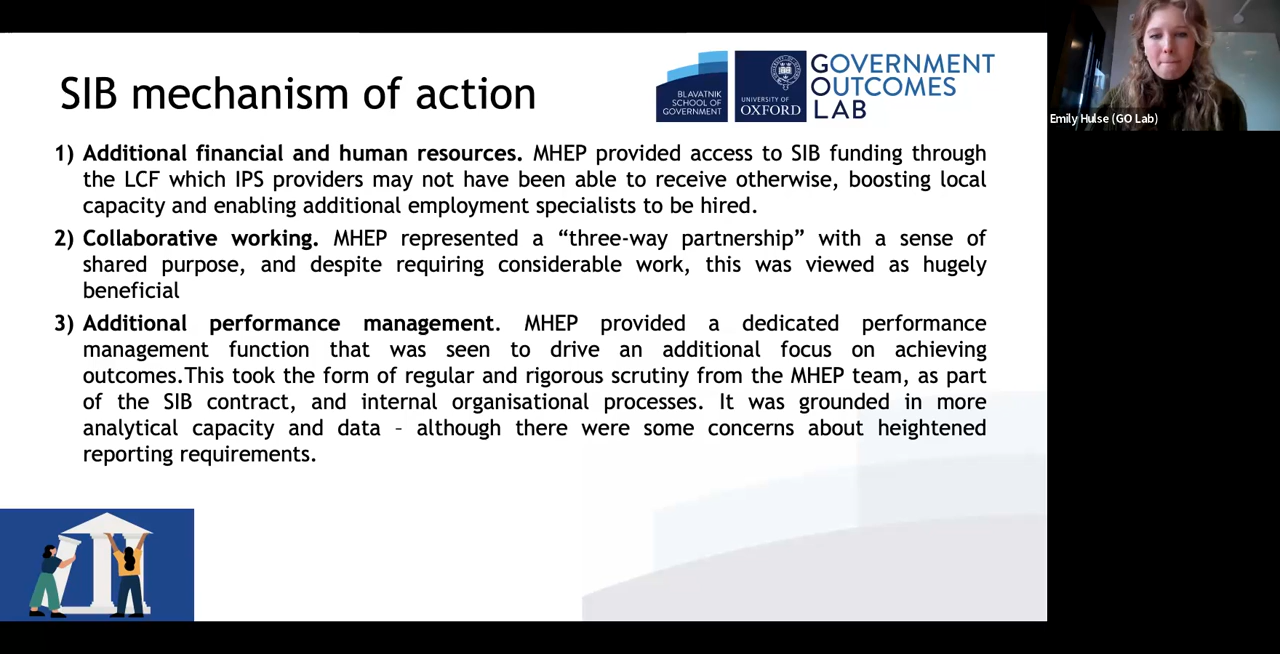 SIB mechanism of action
BLAVATNIK
SCHOOL OF
GOVERNMENT
UNIVERSITY OF
OXFORD
GOVERNMENT
OUTCOMES
LAB
Emily Hulse (GO Lab)
1) Additional financial and human resources. MHEP provided access to SIB funding through
the LCF which IPS providers may not have been able to receive otherwise, boosting local
capacity and enabling additional employment specialists to be hired.
2) Collaborative working. MHEP represented a “three-way partnership” with a sense of
shared purpose, and despite requiring considerable work, this was viewed as hugely
beneficial
3) Additional performance management. MHEP provided a dedicated performance
management function that was seen to drive an additional focus on achieving
outcomes.This took the form of regular and rigorous scrutiny from the MHEP team, as part
of the SIB contract, and internal organisational processes. It was grounded in more
analytical capacity and data – although there were some concerns about heightened
reporting requirements.